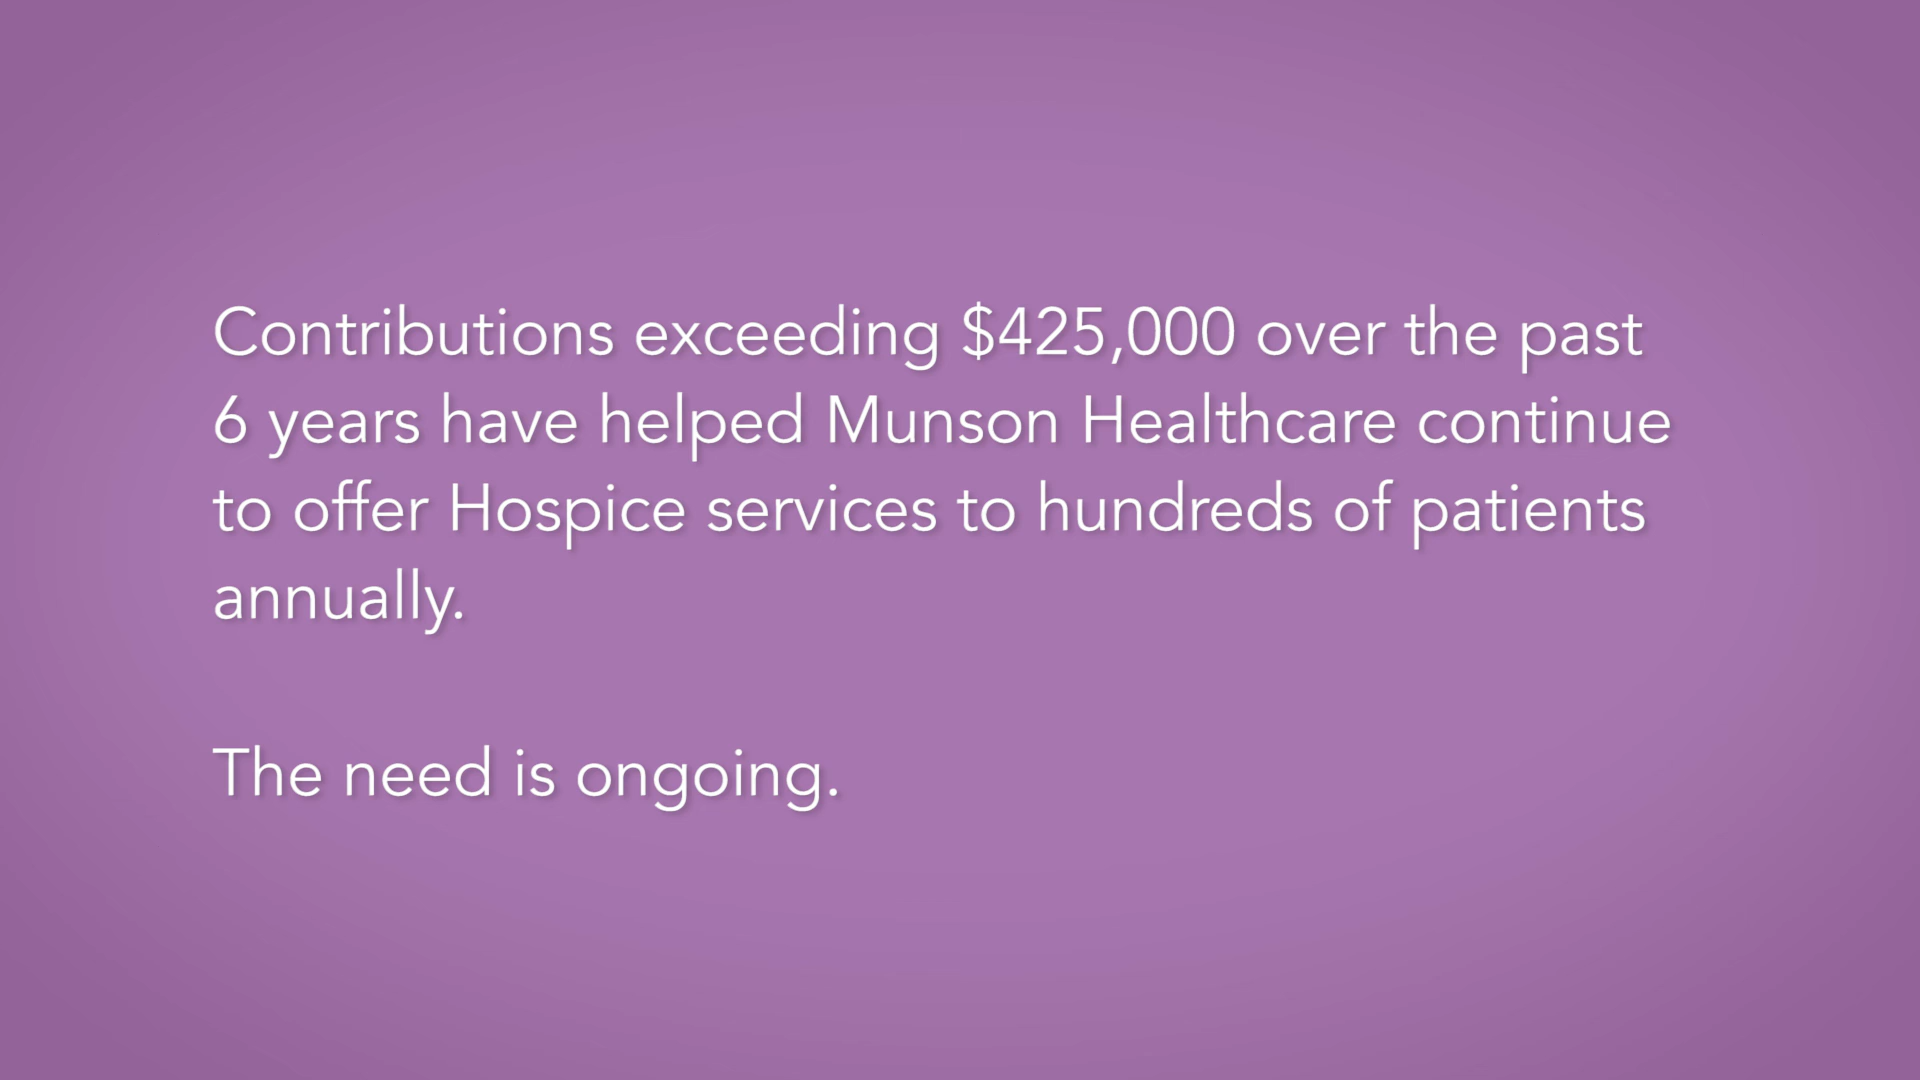 Contributions exceeding $425,000 over the past
6 years have helped Munson Healthcare continue
to offer Hospice services to hundreds of patients
annually.
The need is ongoing.